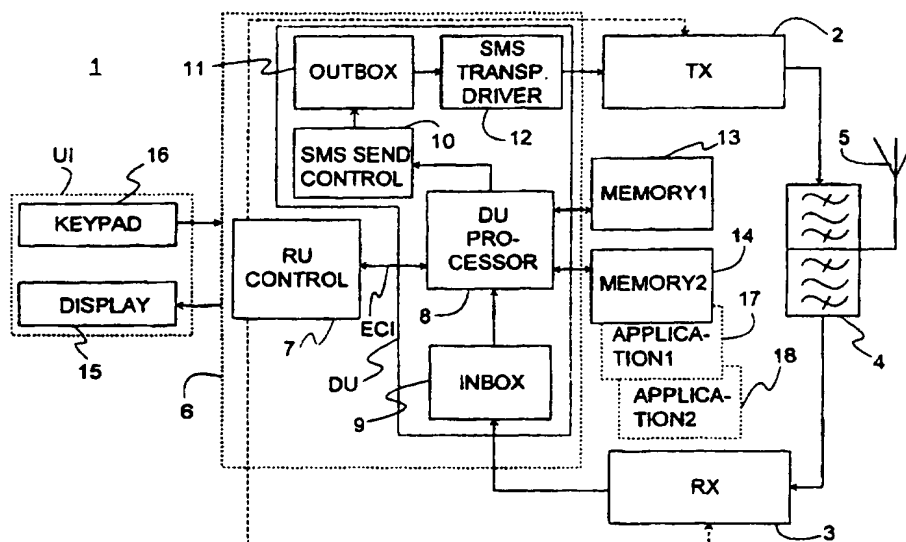 1
11
OUTBOX
SMS
TRANSP.
DRIVER
12
TX
2
10
SMS SEND
CONTROL
13
MEMORY1
5
UI
16
KEYPAD
DISPLAY
15
RU
CONTROL
7
ECI
DU
PRO-
CESSOR
8
MEMORY2
14
17
APPLICA-
TION1
18
APPLICA-
TION2
4
6
DU
9
INBOX
RX
3